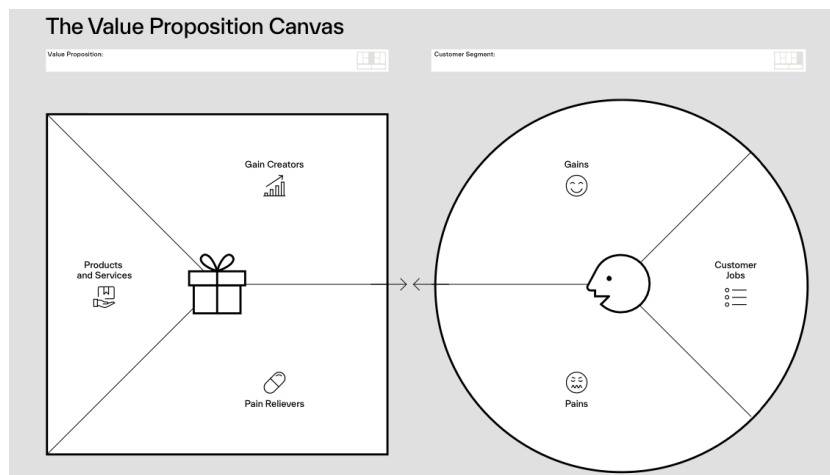 The Value Proposition Canvas
Value Proposition:
Customer Segment:
Gain Creators
Products
and Services
Pain Relievers
Gains
Customer
Jobs
Pains